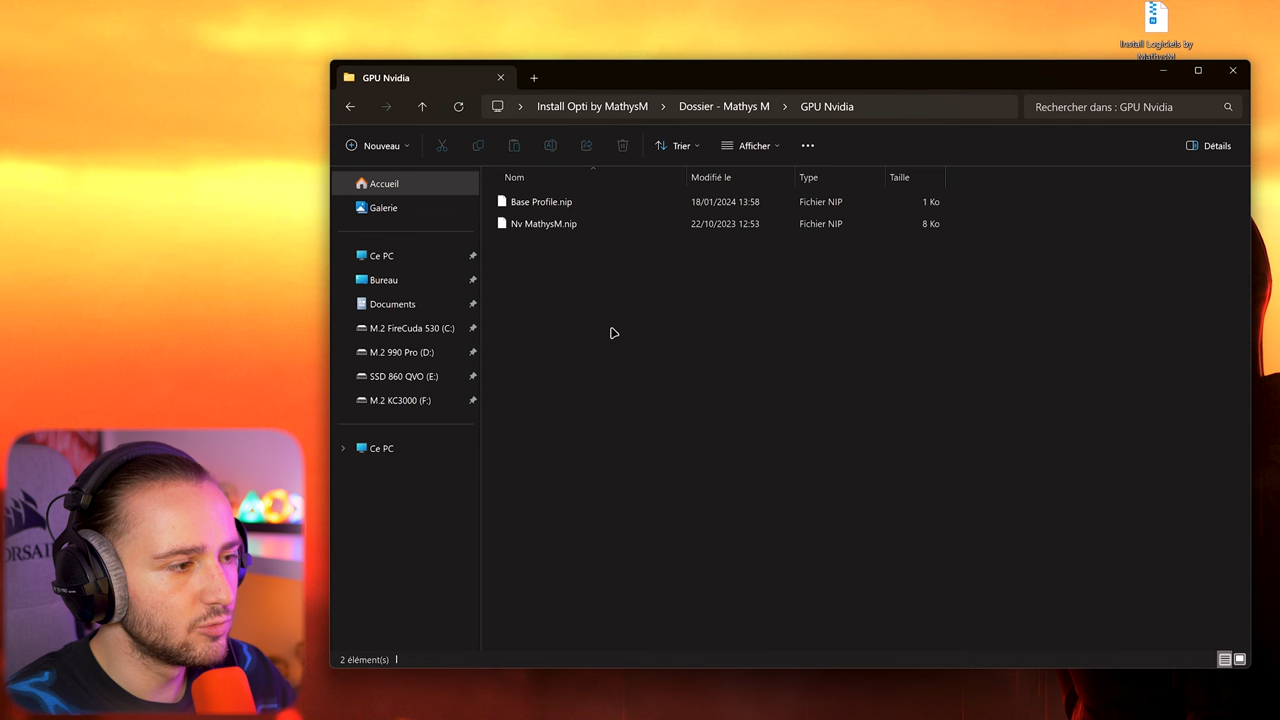 Install Logiciels by
MathysM
GPU Nvidia
Install Opti by MathysM
Dossier - Mathys M
GPU Nvidia
Rechercher dans : GPU Nvidia
Nouveau
Trier
Afficher
Détails
Accueil
Galerie
Ce PC
Bureau
Documents
M.2 FireCuda 530 (C:)
M.2 990 Pro (D:)
SSD 860 QVO (E:)
M.2 KC3000 (F:)
Ce PC
Nom Modifié le Type Taille
Base Profile.nip 18/01/2024 13:58 Fichier NIP 1 Ko
Nv MathysM.nip 22/10/2023 12:53 Fichier NIP 8 Ko
2 élément(s)